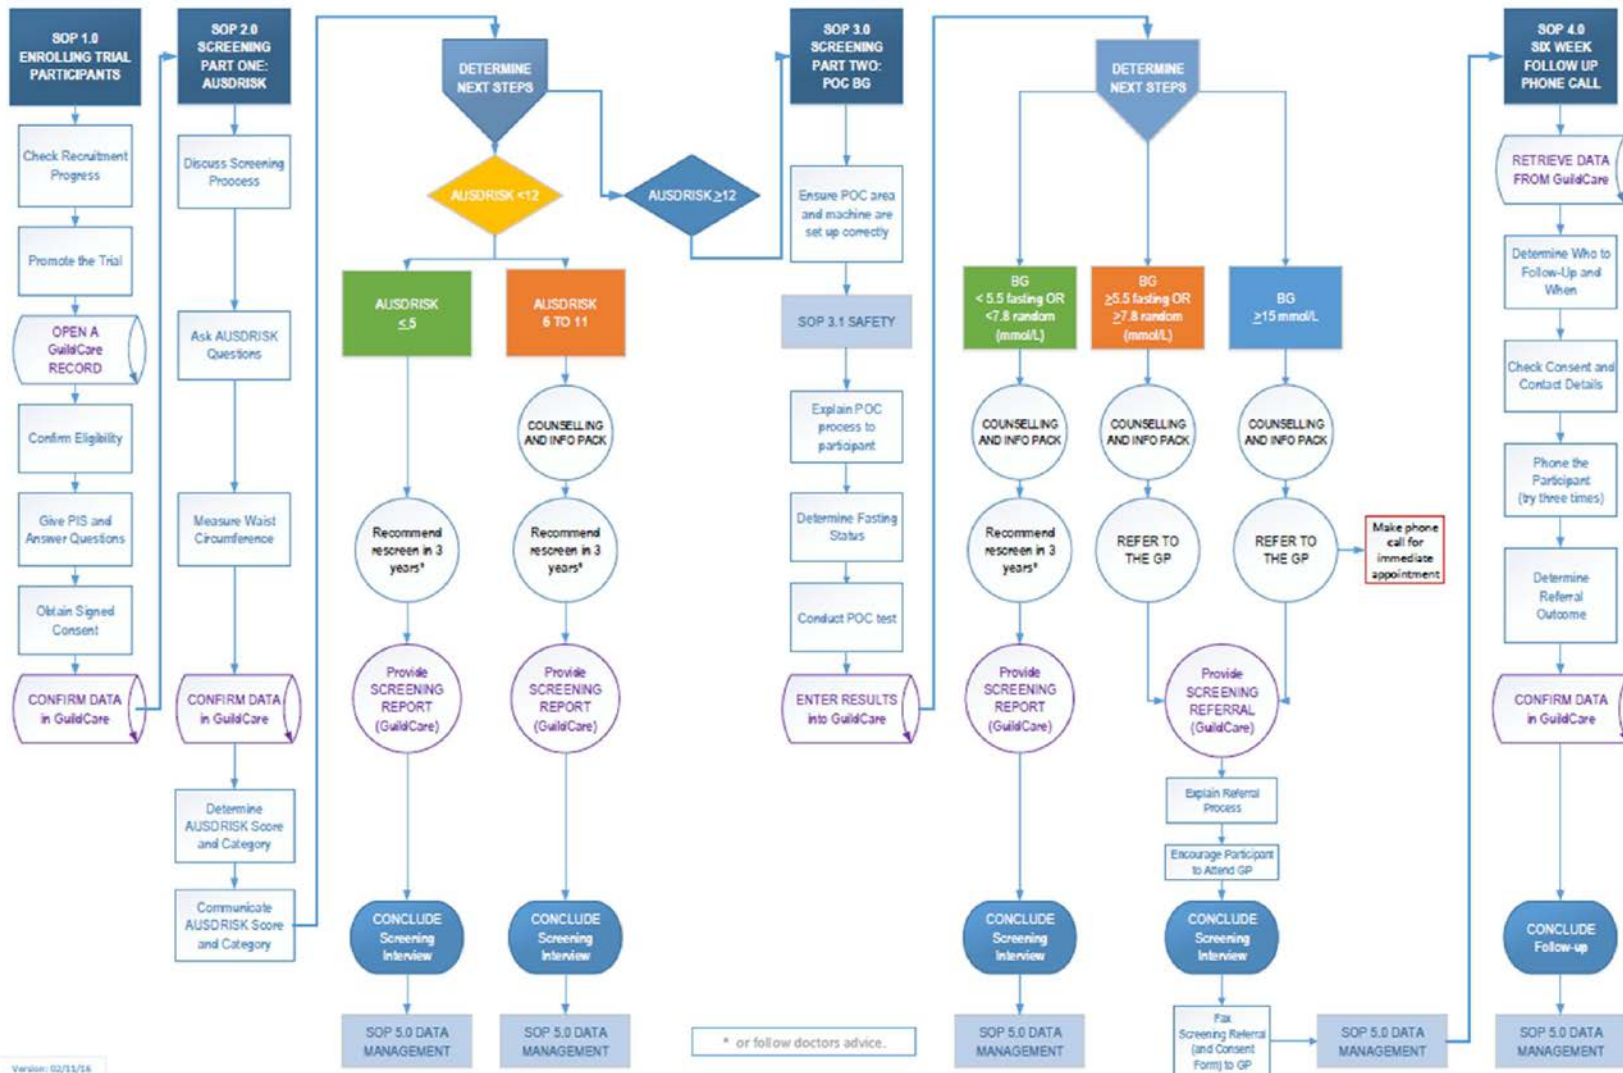 SOP 1.0
ENROLLING TRIAL
PARTICIPANTS
Check Recruitment
Progress
Promote the Trial
OPEN A
GuildCare
RECORD
Confirm Eligibility
Give PIS and
Answer Questions
Obtain Signed
Consent
CONFIRM DATA
in GuildCare
SOP 2.0
SCREENING
PART ONE:
AUSDRISK
Discuss Screening
Proocess
Ask AUSDRISK
Questions
Measure Waist
Circumference
CONFIRM DATA
in GuildCare
Determine
AUSDRISK Score
and Category
Communicate
AUSDRISK Score
and Category
DETERMINE
NEXT STEPS
AUSDRISK <12
AUSDRISK ≥12
AUSDRISK
≤ 5
AUSDRISK
6 TO 11
COUNSELLING
AND INFO PACK
Recommend
rescreen in 3
years*
Recommend
rescreen in 3
years*
Provide
SCREENING
REPORT
(GuildCare)
Provide
SCREENING
REPORT
(GuildCare)
CONCLUDE
Screening
Interview
CONCLUDE
Screening
Interview
SOP 5.0 DATA
MANAGEMENT
SOP 5.0 DATA
MANAGEMENT
SOP 3.0
SCREENING
PART TWO:
POC BG
Ensure POC area
and machine are
set up correctly
SOP 3.1 SAFETY
Explain POC
process to
participant
Determine Fasting
Status
Conduct POC test
ENTER RESULTS
into GuildCare
* or follow doctors advice.
DETERMINE
NEXT STEPS
BG
< 5.5 fasting OR
<7.8 random
(mmol/L)
BG
≥5.5 fasting OR
≥7.8 random
(mmol/L)
BG
≥15 mmol/L
COUNSELLING
AND INFO PACK
COUNSELLING
AND INFO PACK
COUNSELLING
AND INFO PACK
Recommend
rescreen in 3
years*
REFER TO
THE GP
REFER TO
THE GP
Make phone
call for
immediate
appointment
Provide
SCREENING
REPORT
(GuildCare)
Provide
SCREENING
REFERRAL
(GuildCare)
Explain Referral
Process
Encourage Participant
to Attend GP
CONCLUDE
Screening
Interview
CONCLUDE
Screening
Interview
SOP 5.0 DATA
MANAGEMENT
Fax
Screening Referral
(and Consent
Form) to GP
SOP 5.0 DATA
MANAGEMENT
SOP 4.0
SIX WEEK
FOLLOW UP
PHONE CALL
RETRIEVE DATA
FROM GuildCare
Determine Who to
Follow-Up and
When
Check Consent and
Contact Details
Phone the
Participant
(try three times)
Determine
Referral
Outcome
CONFIRM DATA
in GuildCare
CONCLUDE
Follow-up
SOP 5.0 DATA
MANAGEMENT
Version: 02/11/16